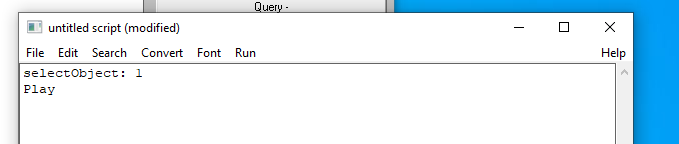 Query -
untitled script (modified)
File Edit Search Convert Font Run Help
selectObject: 1
Play